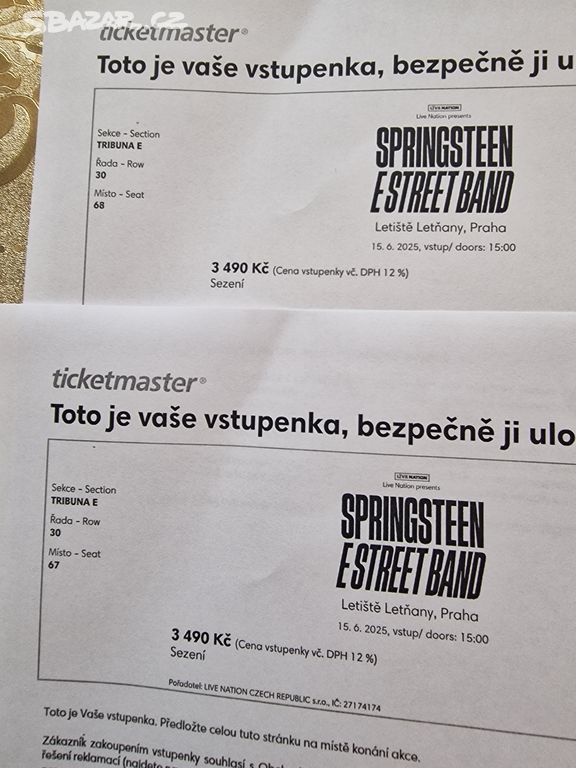 SBAZAR.CZ
ticketmaster®
Toto je vaše vstupenka, bezpečně ji u
LIVE NATION
Live Nation presents
Sekce - Section
TRIBUNA E
Řada - Row
30
Místo - Seat
68
SPRINGSTEEN
E STREET BAND
Letiště Letňany, Praha
15. 6. 2025, vstup/ doors: 15:00
3 490 Kč (Cena vstupenky vč. DPH 12 %)
Sezení
ticketmaster®
Toto je vaše vstupenka, bezpečně ji ulo
LIVE NATION
Live Nation presents
Sekce - Section
TRIBUNA E
Řada - Row
30
Místo - Seat
67
SPRINGSTEEN
E STREET BAND
Letiště Letňany, Praha
15. 6. 2025, vstup/ doors: 15:00
3 490 Kč (Cena vstupenky vč. DPH 12 %)
Sezení
Pořadatel: LIVE NATION CZECH REPUBLIC s.r.o., IČ: 27174174
Toto je Vaše vstupenka. Předložte celou tuto stránku na místě konání akce.
Zákazník zakoupením vstupenky souhlasí s
řešení reklamací (najdete